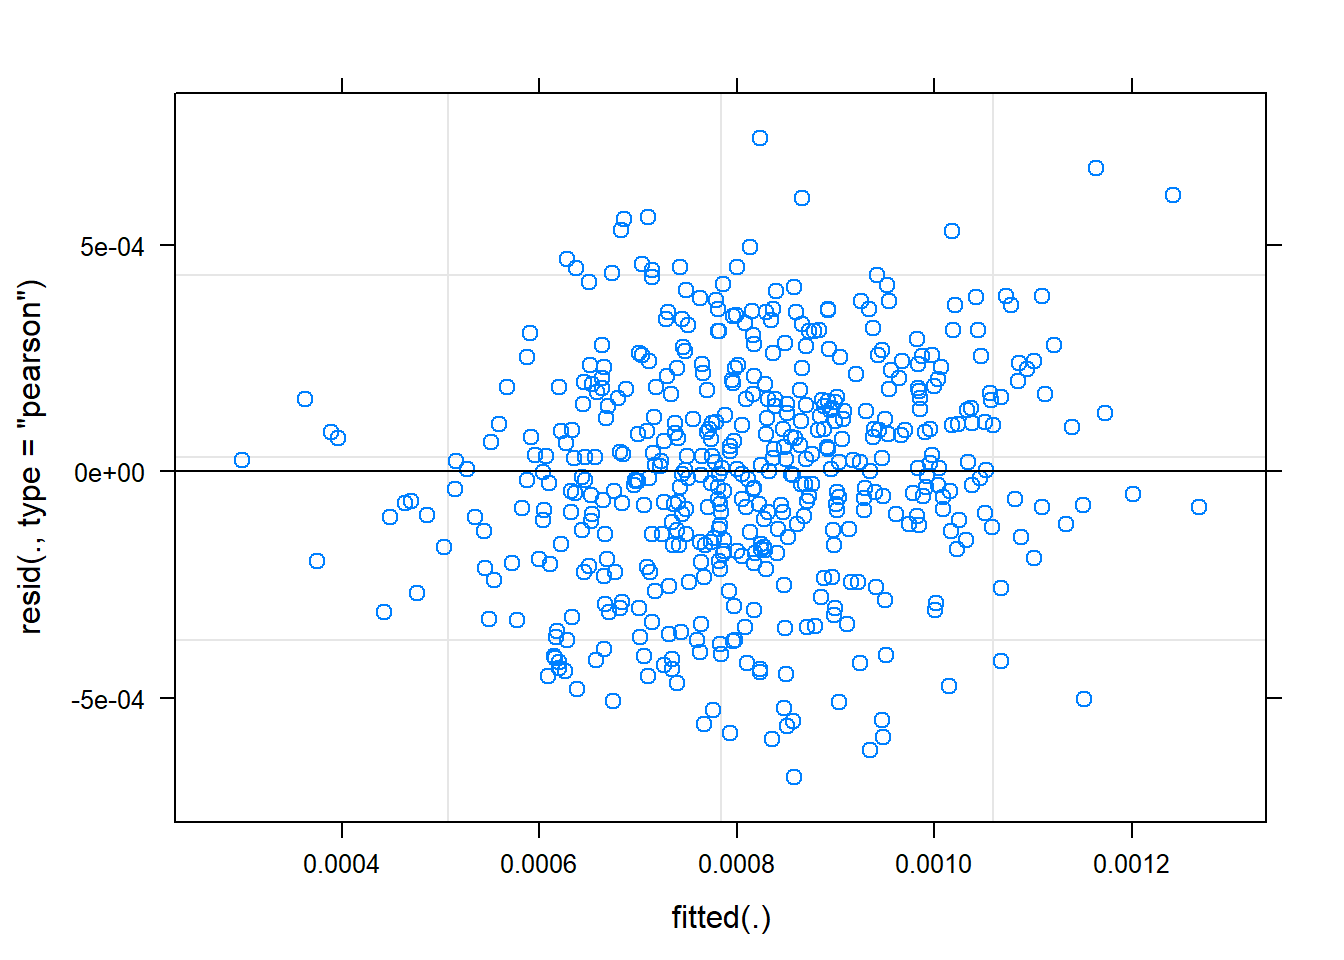 resid(., type = "pearson")
5e-04
0e+00
-5e-04
0.0004 0.0006 0.0008 0.0010 0.0012
fitted(.)